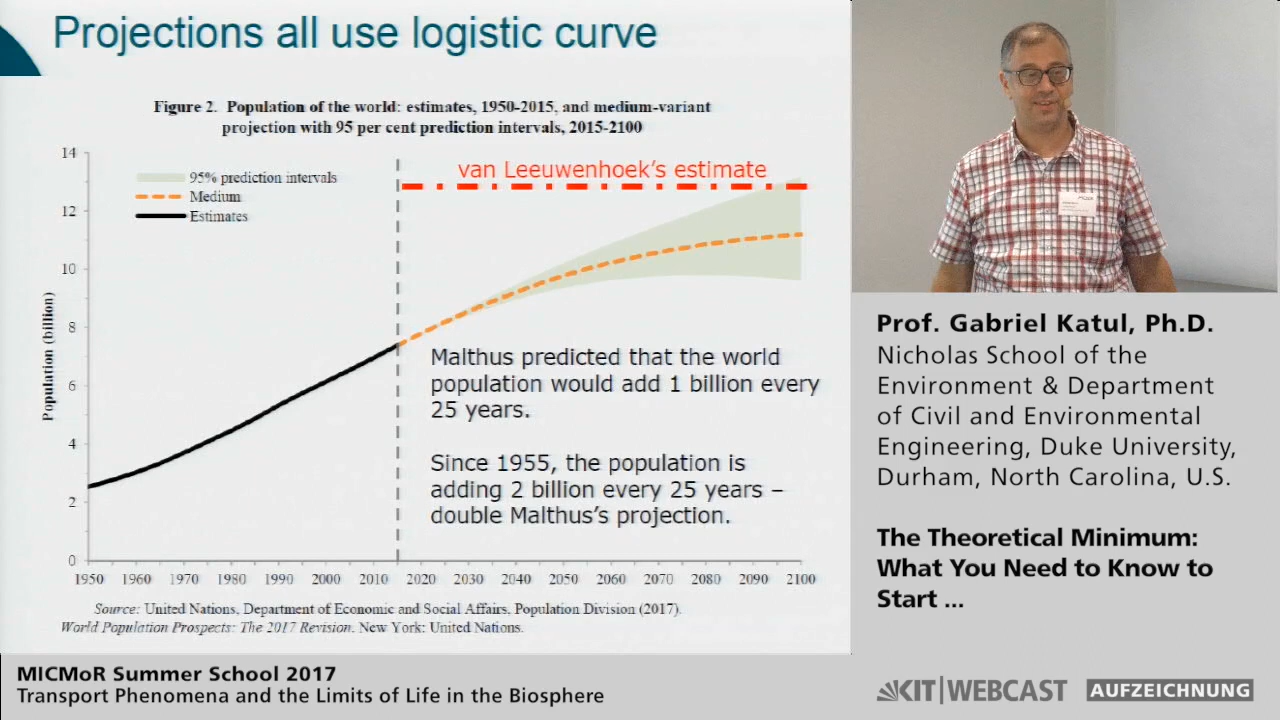 Projections all use logistic curve
Figure 2. Population of the world: estimates, 1950-2015, and medium-variant
projection with 95 per cent prediction intervals, 2015-2100
14
12
10
8
6
4
2
0
Population (billion)
95% prediction intervals
Medium
Estimates
van Leeuwenhoek's estimate
Malthus predicted that the world
population would add 1 billion every
25 years.
Since 1955, the population is
adding 2 billion every 25 years –
double Malthus's projection.
1950 1960 1970 1980 1990 2000 2010 2020 2030 2040 2050 2060 2070 2080 2090 2100
Source: United Nations, Department of Economic and Social Affairs, Population Division (2017).
World Population Prospects: The 2017 Revision. New York: United Nations.
Prof. Gabriel Katul, Ph.D.
Nicholas School of the
Environment & Department
of Civil and Environmental
Engineering, Duke University,
Durham, North Carolina, U.S.
The Theoretical Minimum:
What You Need to Know to
Start ...
MICMoR Summer School 2017
Transport Phenomena and the Limits of Life in the Biosphere
KIT|WEBCAST AUFZEICHNUNG